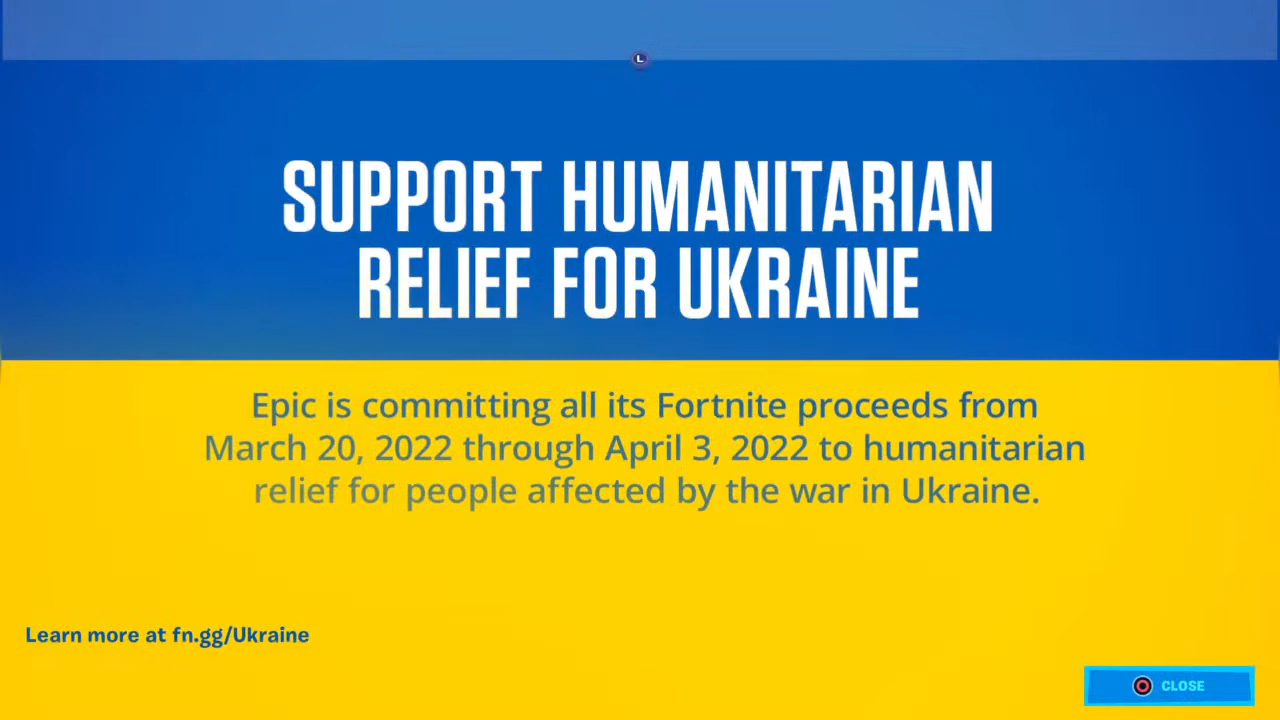 L
SUPPORT HUMANITARIAN
RELIEF FOR UKRAINE
Epic is committing all its Fortnite proceeds from
March 20, 2022 through April 3, 2022 to humanitarian
relief for people affected by the war in Ukraine.
Learn more at fn.gg/Ukraine
CLOSE